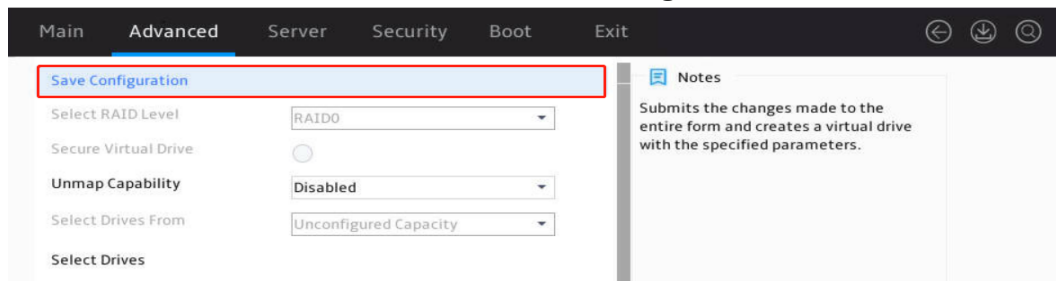 Main Advanced Server Security Boot Exit
Save Configuration
Select RAID Level RAID0
Secure Virtual Drive
Unmap Capability Disabled
Select Drives From Unconfigured Capacity
Select Drives
Notes
Submits the changes made to the
entire form and creates a virtual drive
with the specified parameters.